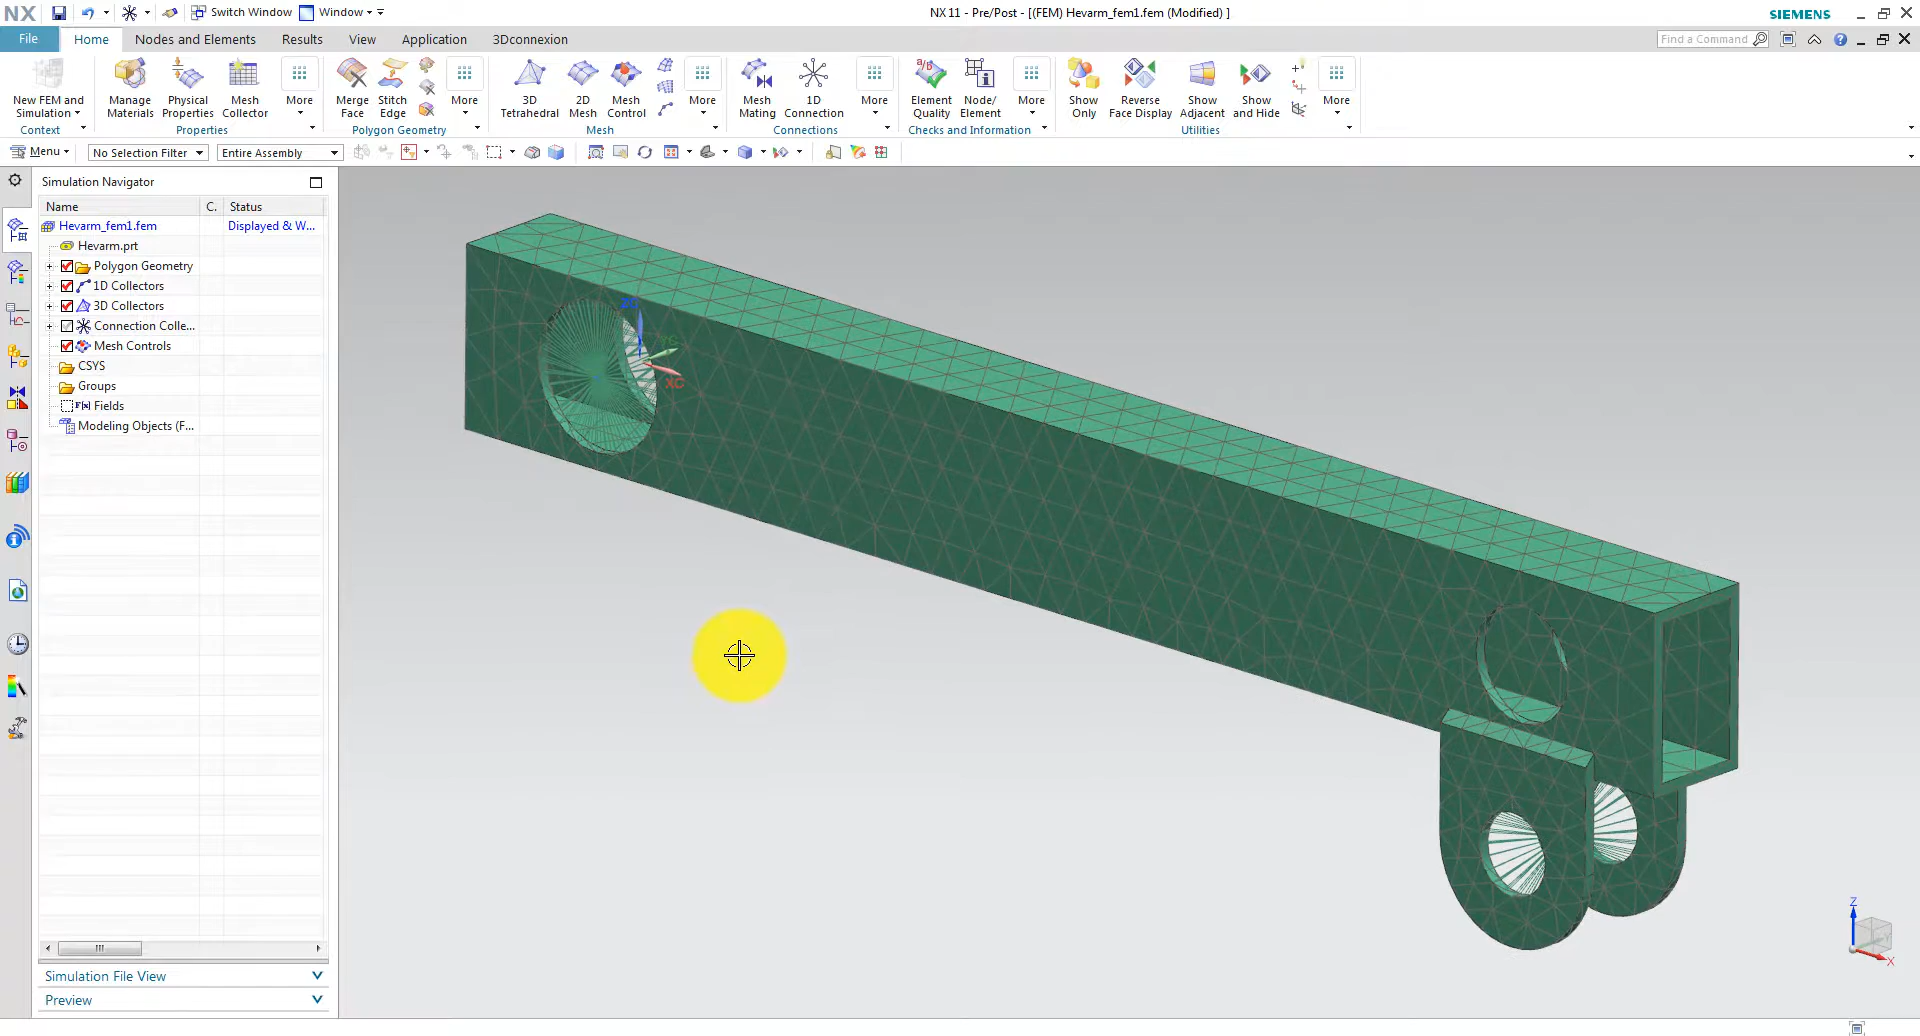 NX Switch Window Window NX 11 - Pre/Post - [(FEM) Hevarm_fem1.fem (Modified) ] SIEMENS
File Home Nodes and Elements Results View Application 3Dconnexion Find a Command
New FEM and Simulation Manage Materials Physical Properties Mesh Collector More Merge Face Stitch Edge More 3D Tetrahedral 2D Mesh Mesh Control More Mesh Mating 1D Connection More Element Quality Node/Element More Show Only Reverse Face Display Show Adjacent Show and Hide More
Context Properties Polygon Geometry Mesh Connections Checks and Information Utilities
Menu No Selection Filter Entire Assembly
Simulation Navigator
Name C. Status
Hevarm_fem1.fem Displayed & W...
Hevarm.prt
Polygon Geometry
1D Collectors
3D Collectors
Connection Colle...
Mesh Controls
CSYS
Groups
F(x) Fields
Modeling Objects (F...
Simulation File View
Preview
XC
Z
X